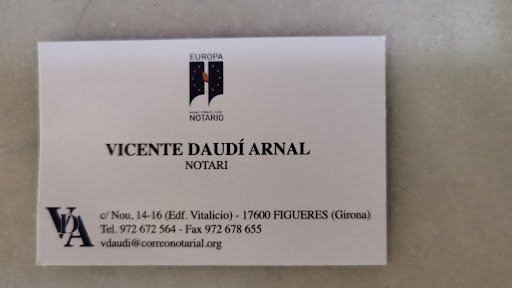 EUROPA
NOTARIO
VICENTE DAUDÍ ARNAL
NOTARI
VDA
c/ Nou, 14-16 (Edf. Vitalicio) - 17600 FIGUERES (Girona)
Tel. 972 672 564 - Fax 972 678 655
vdaudi@correonotarial.org